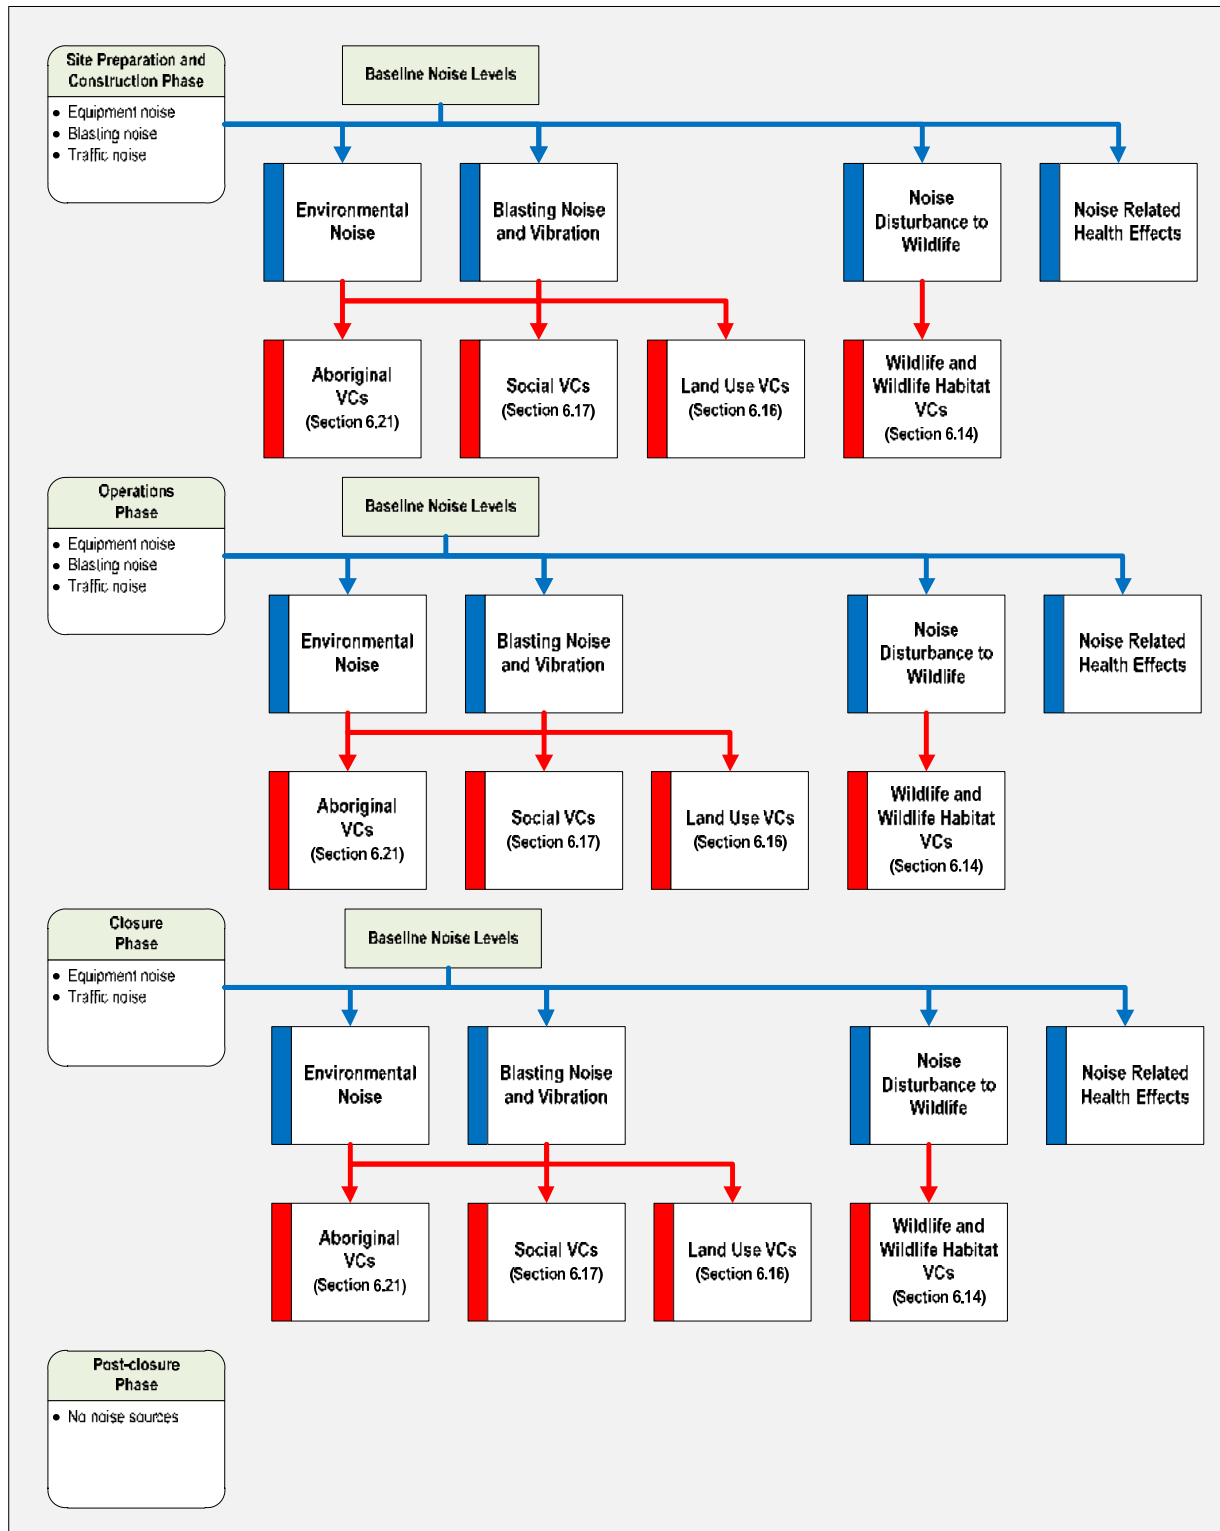 Site Preparation and
Construction Phase
• Equipment noise
• Blasting noise
• Traffic noise
Baseline Noise Levels
Environmental
Noise
Blasting Noise
and Vibration
Noise
Disturbance to
Wildlife
Noise Related
Health Effects
Aboriginal
VCs
(Section 6.21)
Social VCs
(Section 6.17)
Land Use VCs
(Section 6.16)
Wildlife and
Wildlife Habitat
VCs
(Section 6.14)
Operations
Phase
• Equipment noise
• Blasting noise
• Traffic noise
Baseline Noise Levels
Environmental
Noise
Blasting Noise
and Vibration
Noise
Disturbance to
Wildlife
Noise Related
Health Effects
Aboriginal
VCs
(Section 6.21)
Social VCs
(Section 6.17)
Land Use VCs
(Section 6.16)
Wildlife and
Wildlife Habitat
VCs
(Section 6.14)
Closure
Phase
• Equipment noise
• Traffic noise
Baseline Noise Levels
Environmental
Noise
Blasting Noise
and Vibration
Noise
Disturbance to
Wildlife
Noise Related
Health Effects
Aboriginal
VCs
(Section 6.21)
Social VCs
(Section 6.17)
Land Use VCs
(Section 6.16)
Wildlife and
Wildlife Habitat
VCs
(Section 6.14)
Post-closure
Phase
• No noise sources